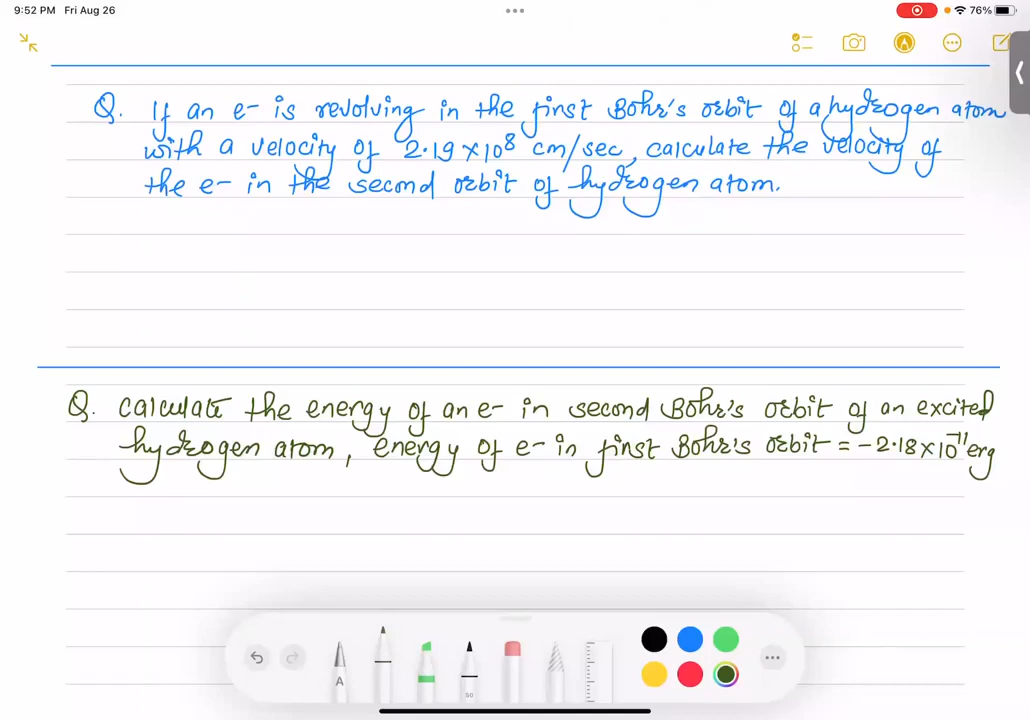 9:52 PM Fri Aug 26
76%
Q. If an e- is revolving in the first Bohr's orbit of a hydrogen atom
with a velocity of 2.19×10⁸ cm/sec, calculate the velocity of
the e- in the second orbit of hydrogen atom.
Q. Calculate the energy of an e- in second Bohr's orbit of an excited
hydrogen atom, energy of e- in first Bohr's orbit = -2.18×10⁻¹¹ erg
A
50